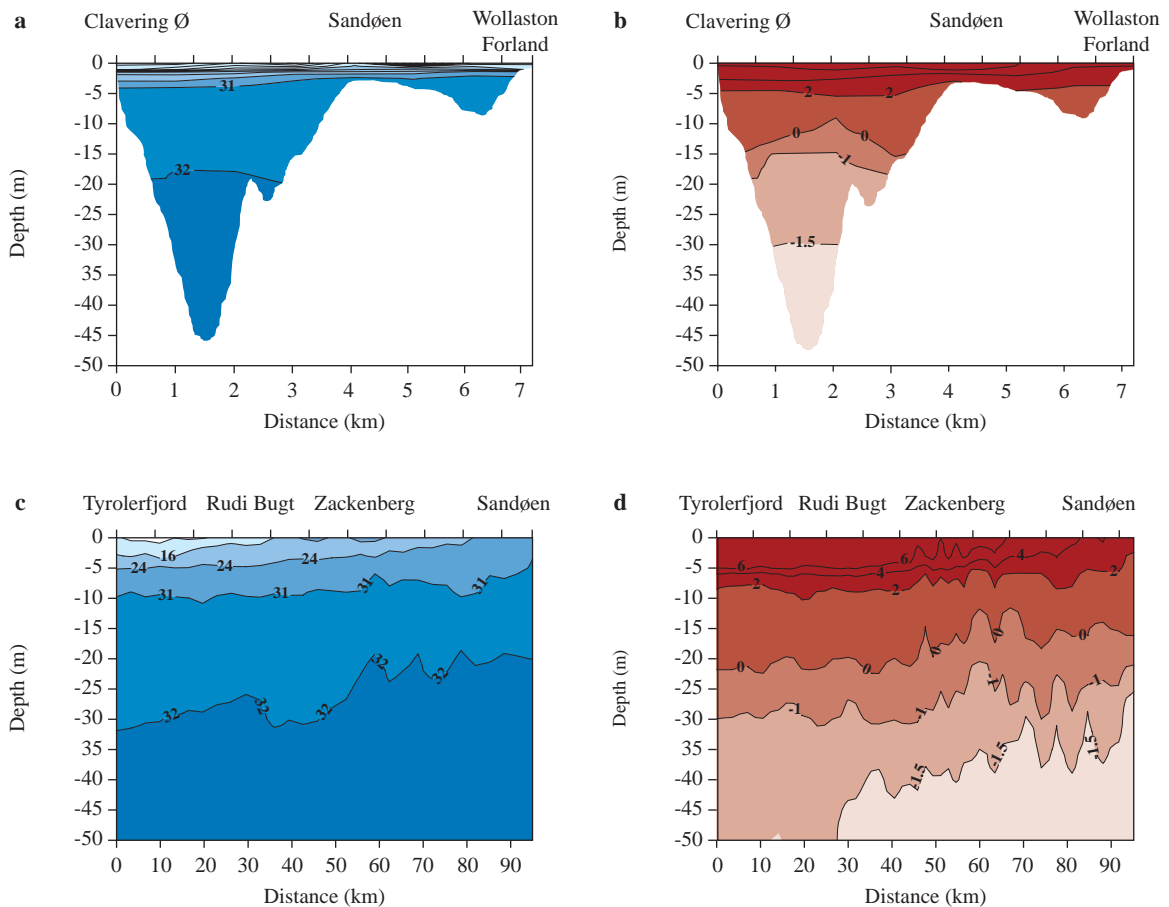 a
Clavering Ø Sandøen Wollaston Forland
0
-5
-10
-15
-20
-25
-30
35
-40
-45
-50
Depth (m)
31
32
0 1 2 3 4 5 6 7
Distance (km)
b
Clavering Ø Sandøen Wollaston Forland
0
-5
-10
-15
-20
-25
-30
35
-40
-45
-50
Depth (m)
2 2
0 0
-1
-1.5
0 1 2 3 4 5 6 7
Distance (km)
c
Tyrolerfjord Rudi Bugt Zackenberg Sandøen
0
-5
-10
-15
-20
-25
-30
35
-40
-45
-50
Depth (m)
16
24 24 24
31 31 31 31
32 32 32 32 32
0 10 20 30 40 50 60 70 80 90
Distance (km)
d
Tyrolerfjord Rudi Bugt Zackenberg Sandøen
0
-5
-10
-15
-20
-25
-30
35
-40
-45
-50
Depth (m)
6 6 4 4
2 2 2
0 0 0 0 0
-1 -1 -1 -1
-1.5 -1.5 -1.5
0 10 20 30 40 50 60 70 80 90
Distance (km)